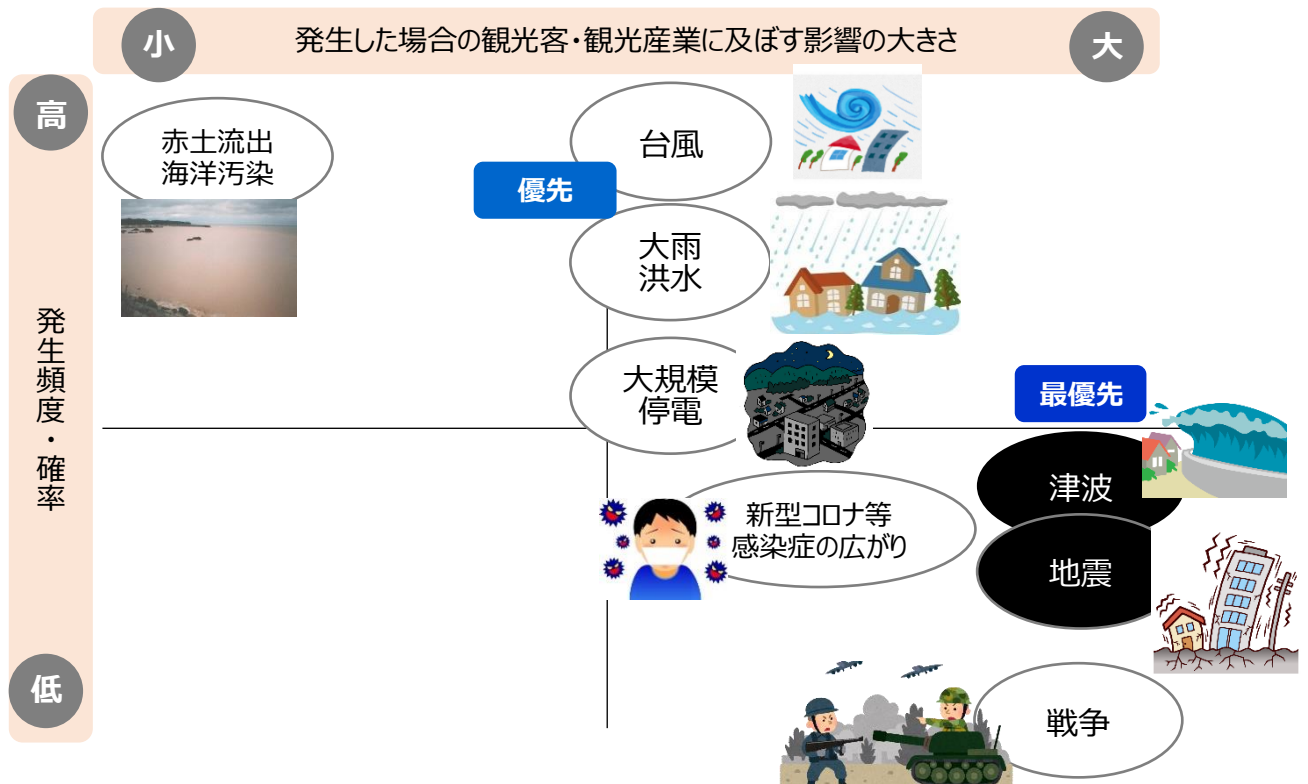 小
発生した場合の観光客・観光産業に及ぼす影響の大きさ
大
高
赤土流出
海洋汚染
台風
優先
大雨
洪水
発生頻度・確率
大規模
停電
最優先
津波
新型コロナ等
感染症の広がり
地震
低
戦争